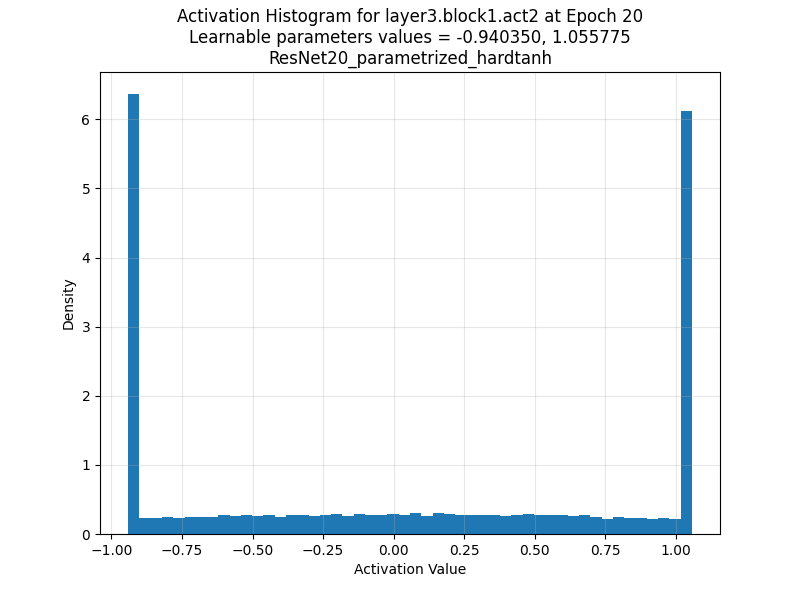 Activation Histogram for layer3.block1.act2 at Epoch 20
Learnable parameters values = -0.940350, 1.055775
ResNet20_parametrized_hardtanh
6
5
4
3
2
1
0
Density
−1.00 −0.75 −0.50 −0.25 0.00 0.25 0.50 0.75 1.00
Activation Value